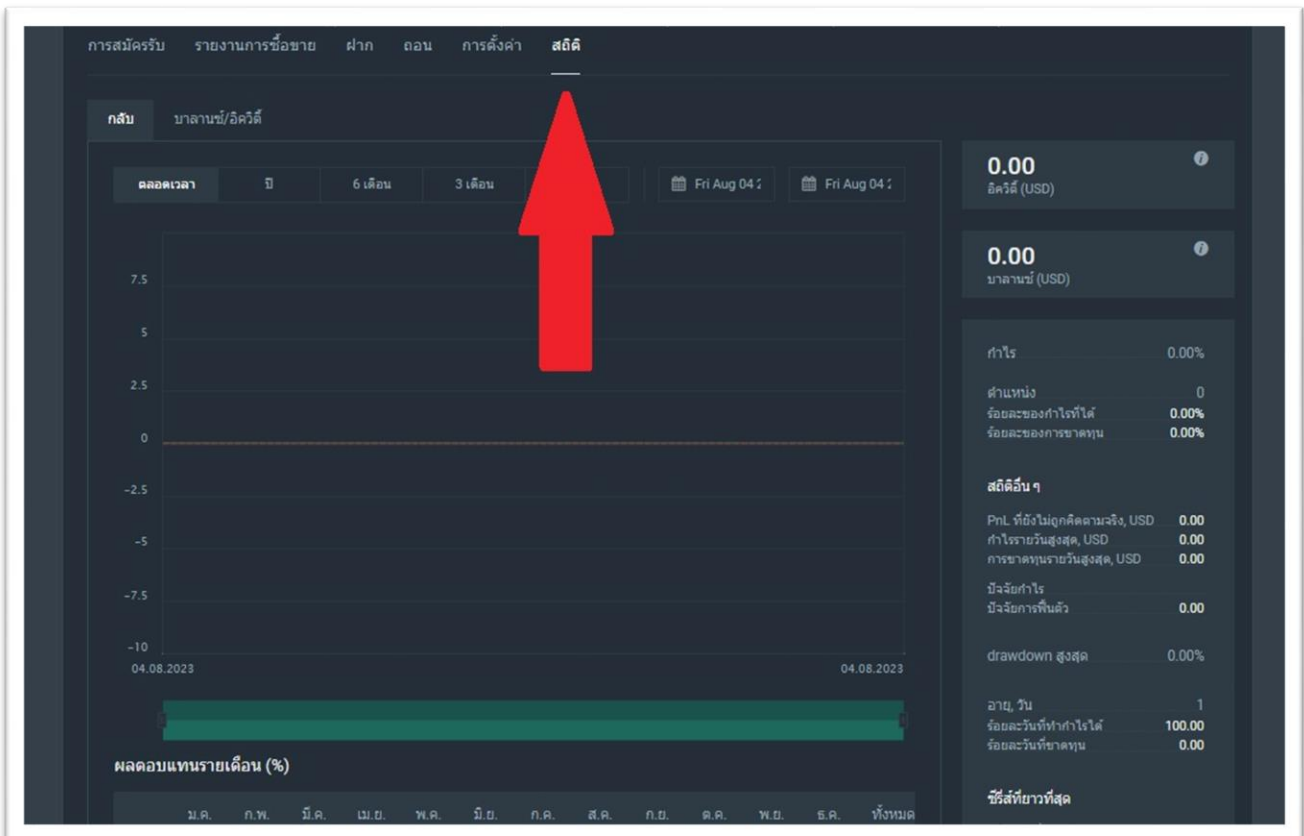 การสมัครรับ รายงานการซื้อขาย ฝาก ถอน การตั้งค่า สถิติ
กลับ บาลานซ์/อิควิตี้
ตลอดเวลา ปี 6 เดือน 3 เดือน Fri Aug 04 Fri Aug 04
0.00
อิควิตี้ (USD)
0.00
บาลานซ์ (USD)
7.5
5
2.5
0
-2.5
-5
-7.5
-10
04.08.2023 04.08.2023
กำไร 0.00%
ตำแหน่ง 0
ร้อยละของกำไรที่ได้ 0.00%
ร้อยละของการขาดทุน 0.00%
สถิติอื่น ๆ
PnL ที่ยังไม่ถูกคิดตามจริง, USD 0.00
กำไรรายวันสูงสุด, USD 0.00
การขาดทุนรายวันสูงสุด, USD 0.00
ปัจจัยกำไร
ปัจจัยการฟื้นตัว 0.00
drawdown สูงสุด 0.00%
อายุ, วัน 1
ร้อยละวันที่ทำกำไรได้ 100.00
ร้อยละวันที่ขาดทุน 0.00
ซีรี่ส์ที่ยาวที่สุด
ผลตอบแทนรายเดือน (%)
ม.ค. ก.พ. มี.ค. เม.ย. พ.ค. มิ.ย. ก.ค. ส.ค. ก.ย. ต.ค. พ.ย. ธ.ค. ทั้งหมด